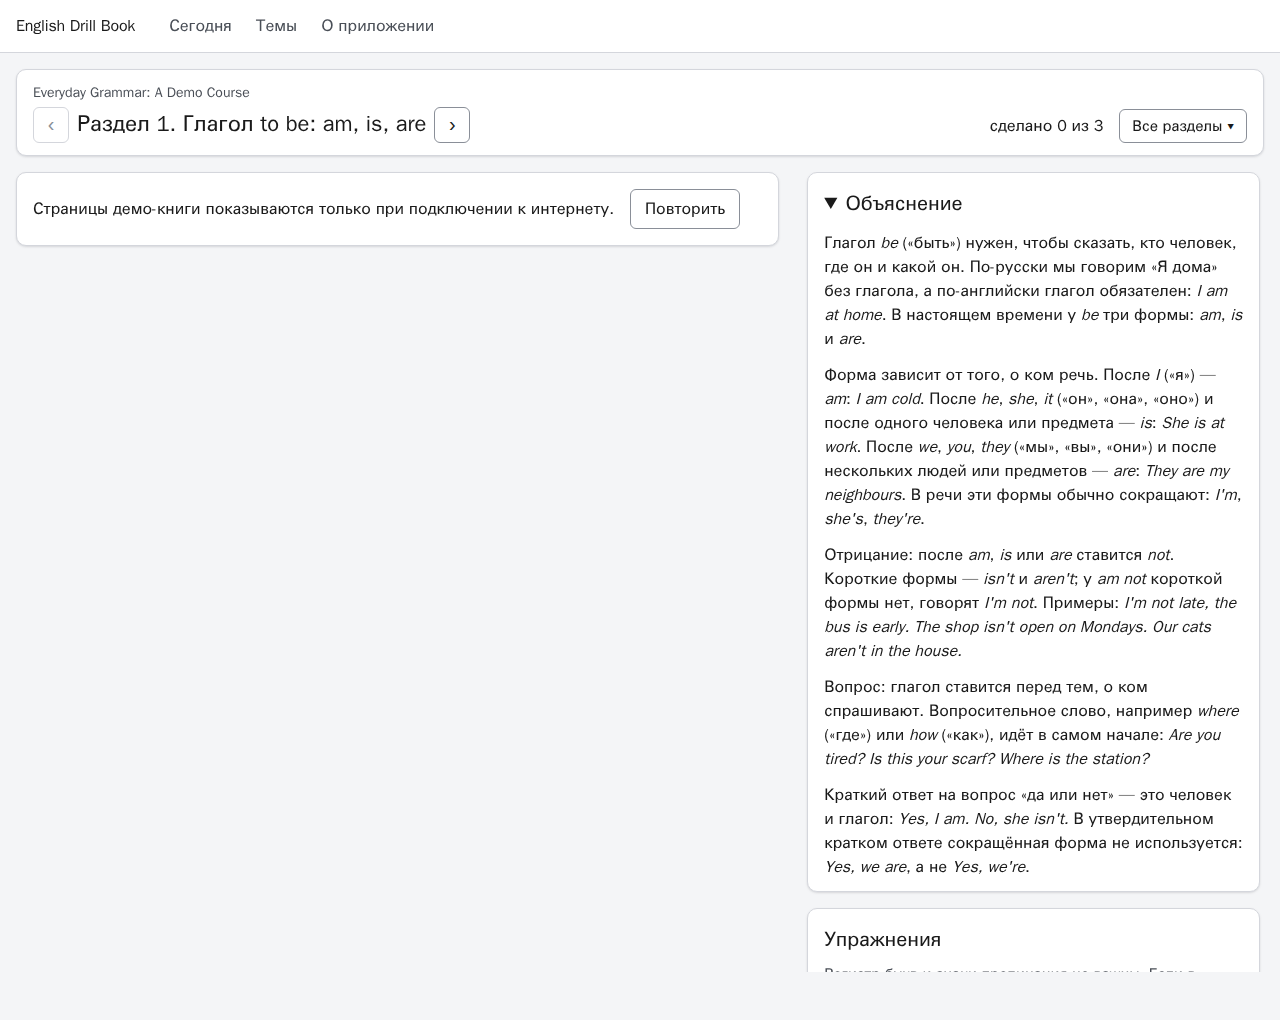 English Drill Book Сегодня Темы О приложении
Everyday Grammar: A Demo Course
‹ Раздел 1. Глагол to be: am, is, are ›
сделано 0 из 3 Все разделы ▾
Страницы демо-книги показываются только при подключении к интернету. Повторить
▼ Объяснение
Глагол be («быть») нужен, чтобы сказать, кто человек,
где он и какой он. По-русски мы говорим «Я дома»
без глагола, а по-английски глагол обязателен: I am
at home. В настоящем времени у be три формы: am, is
и are.
Форма зависит от того, о ком речь. После I («я») —
am: I am cold. После he, she, it («он», «она», «оно») и
после одного человека или предмета — is: She is at
work. После we, you, they («мы», «вы», «они») и после
нескольких людей или предметов — are: They are my
neighbours. В речи эти формы обычно сокращают: I'm,
she's, they're.
Отрицание: после am, is или are ставится not.
Короткие формы — isn't и aren't; у am not короткой
формы нет, говорят I'm not. Примеры: I'm not late, the
bus is early. The shop isn't open on Mondays. Our cats
aren't in the house.
Вопрос: глагол ставится перед тем, о ком
спрашивают. Вопросительное слово, например where
(«где») или how («как»), идёт в самом начале: Are you
tired? Is this your scarf? Where is the station?
Краткий ответ на вопрос «да или нет» — это человек
и глагол: Yes, I am. No, she isn't. В утвердительном
кратком ответе сокращённая форма не используется:
Yes, we are, а не Yes, we're.
Упражнения